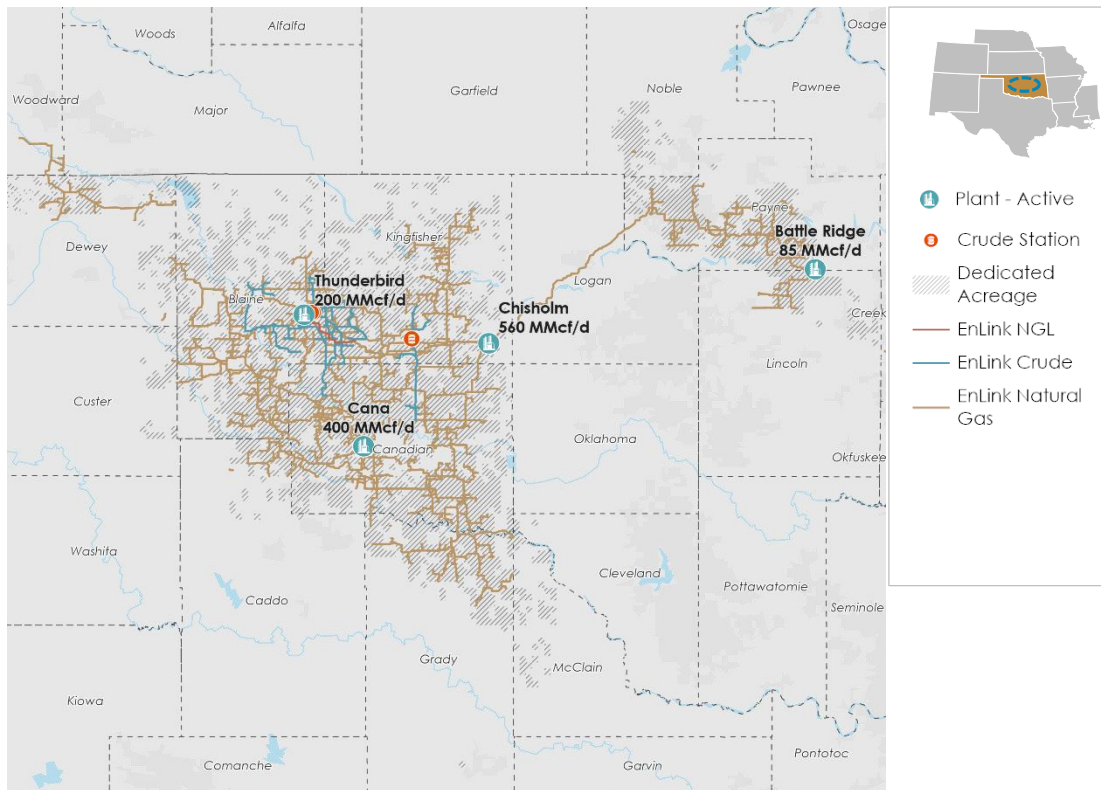 Woods
Alfalfa
Osage
Woodward
Major
Garfield
Noble
Pawnee
Dewey
Kingfisher
Payne
Battle Ridge
85 MMcf/d
Thunderbird
200 MMcf/d
Blaine
Chisholm
560 MMcf/d
Logan
Creek
Lincoln
Custer
Cana
400 MMcf/d
Canadian
Oklahoma
Okfuskee
Washita
Caddo
Cleveland
Pottawatomie
Seminole
Grady
McClain
Kiowa
Comanche
Garvin
Pontotoc
Plant - Active
Crude Station
Dedicated
Acreage
EnLink NGL
EnLink Crude
EnLink Natural
Gas